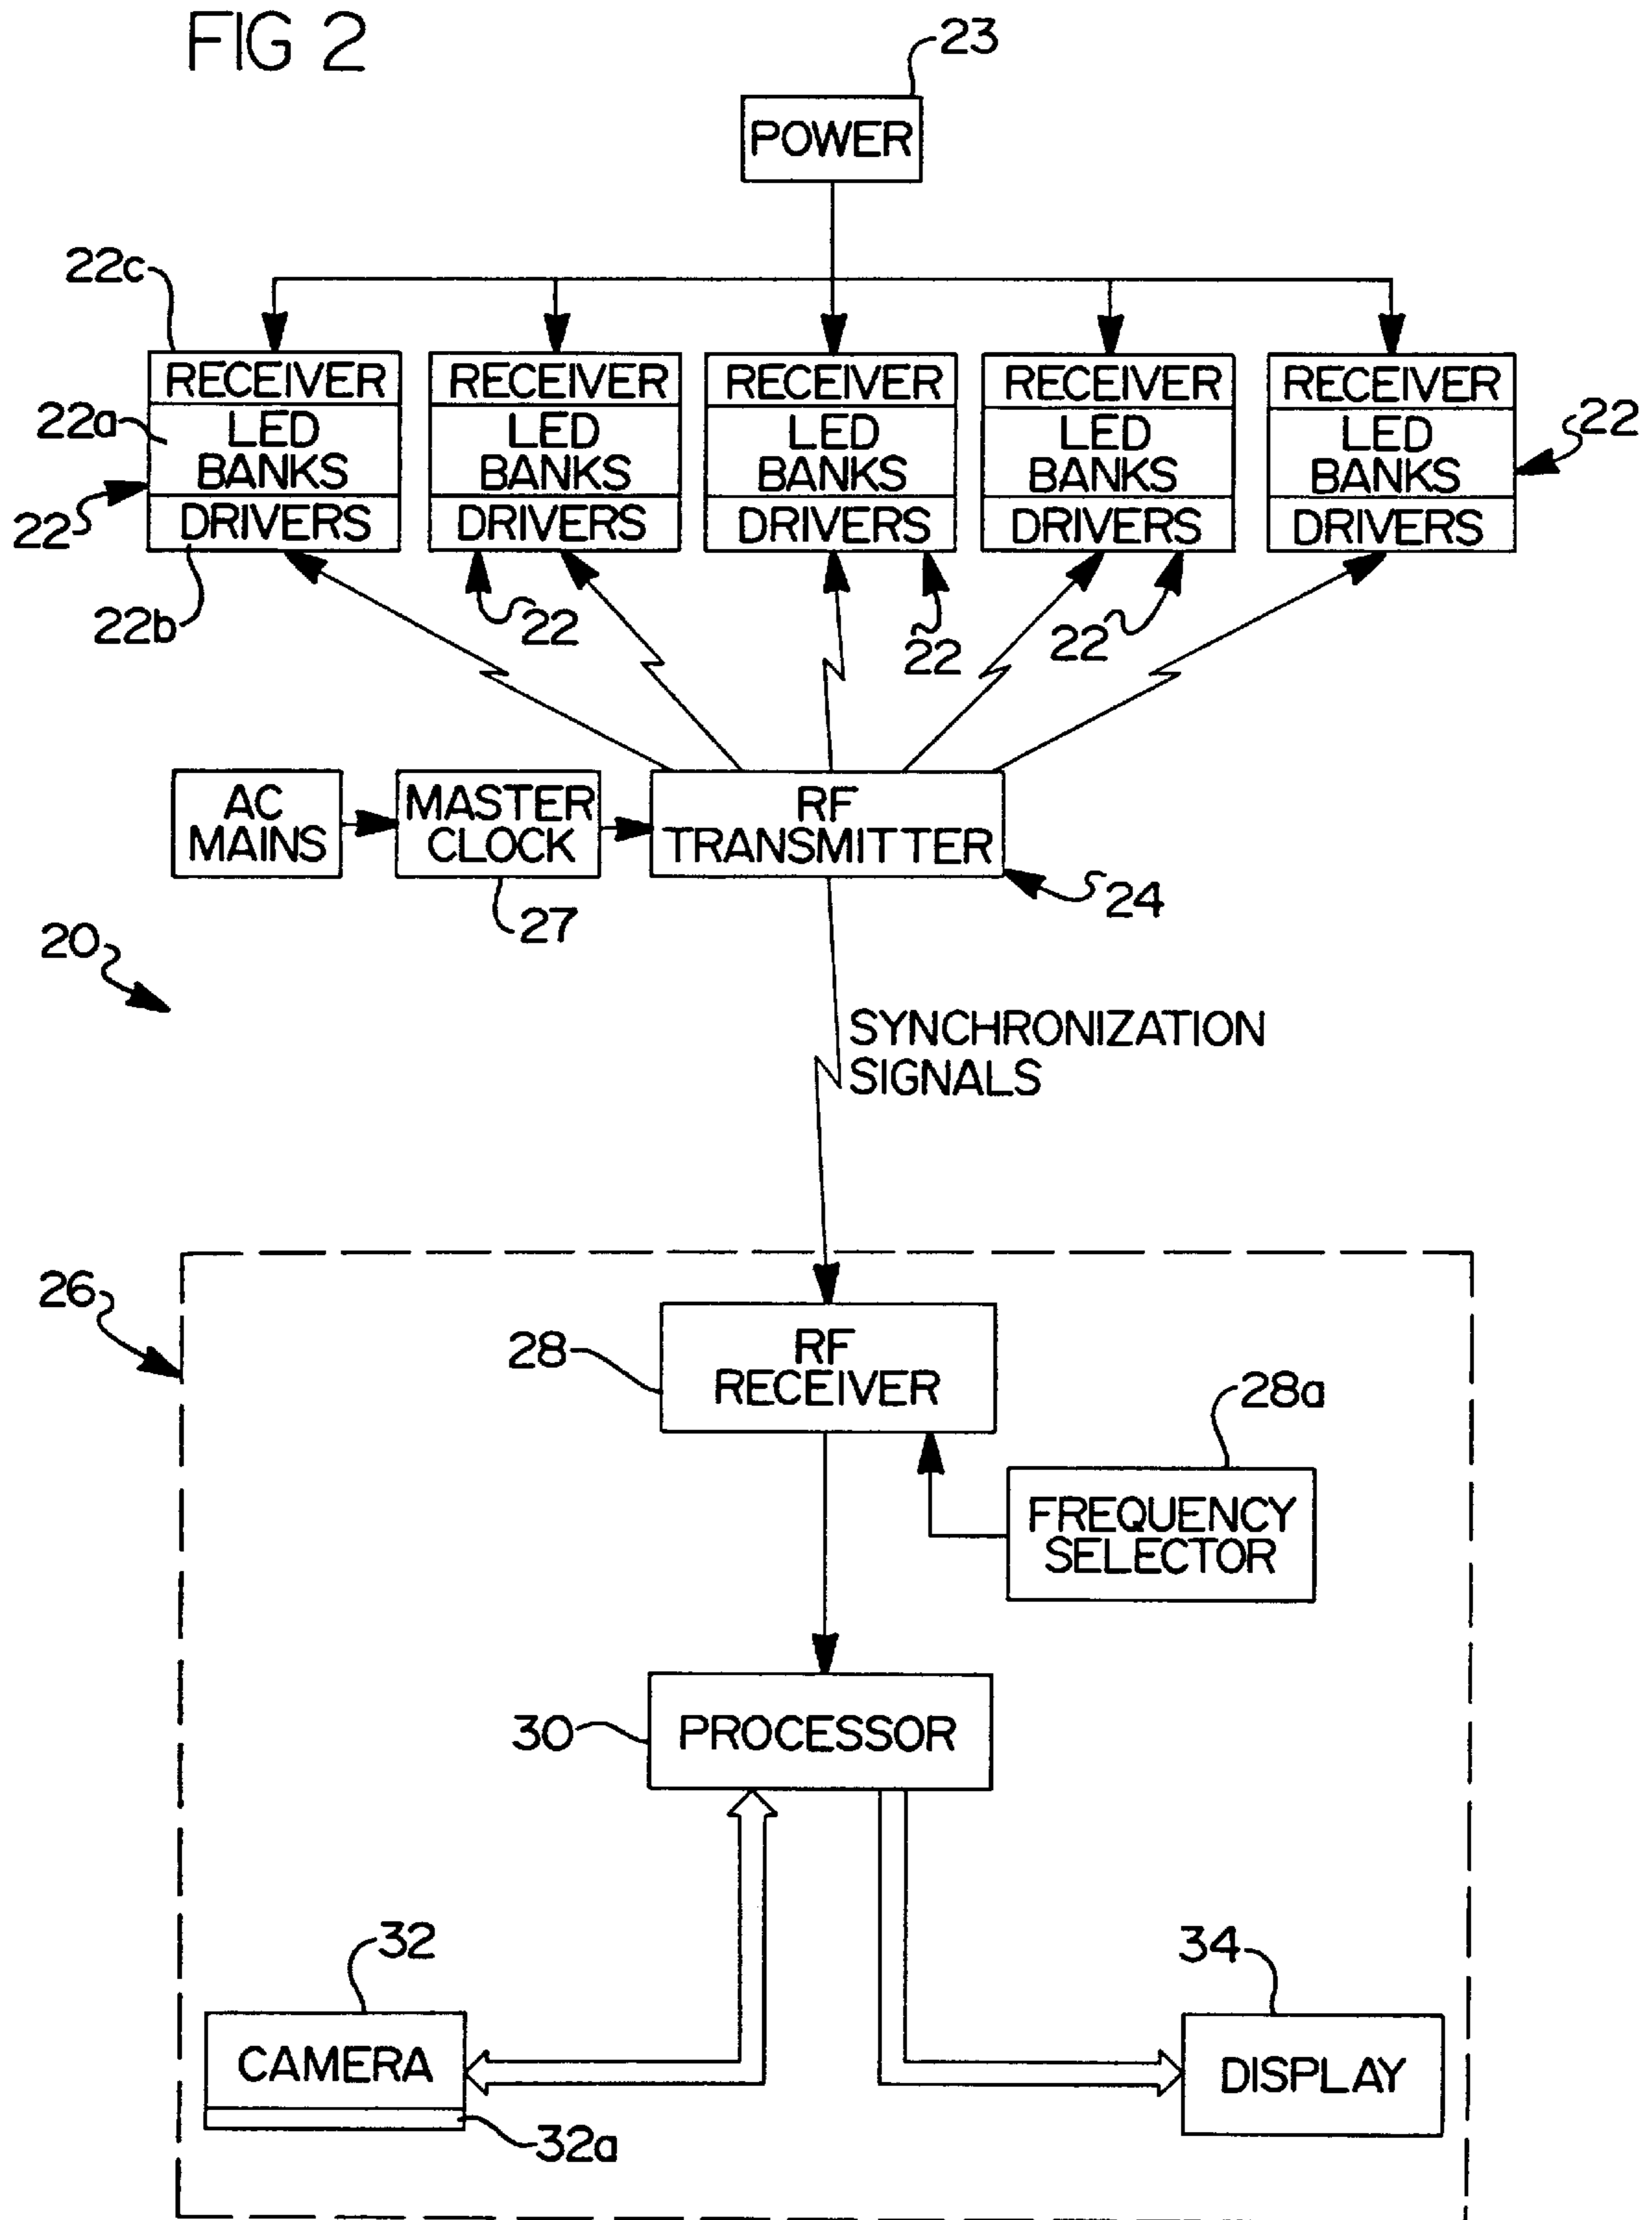 FIG 2
23
POWER
22c
RECEIVER RECEIVER RECEIVER RECEIVER RECEIVER
22a
LED LED LED LED LED
BANKS BANKS BANKS BANKS BANKS
22
22
DRIVERS DRIVERS DRIVERS DRIVERS DRIVERS
22b
22
22
22
AC
MAINS
MASTER
CLOCK
RF
TRANSMITTER
27
24
20
SYNCHRONIZATION
SIGNALS
26
28
RF
RECEIVER
28a
FREQUENCY
SELECTOR
30
PROCESSOR
32
34
CAMERA
DISPLAY
32a